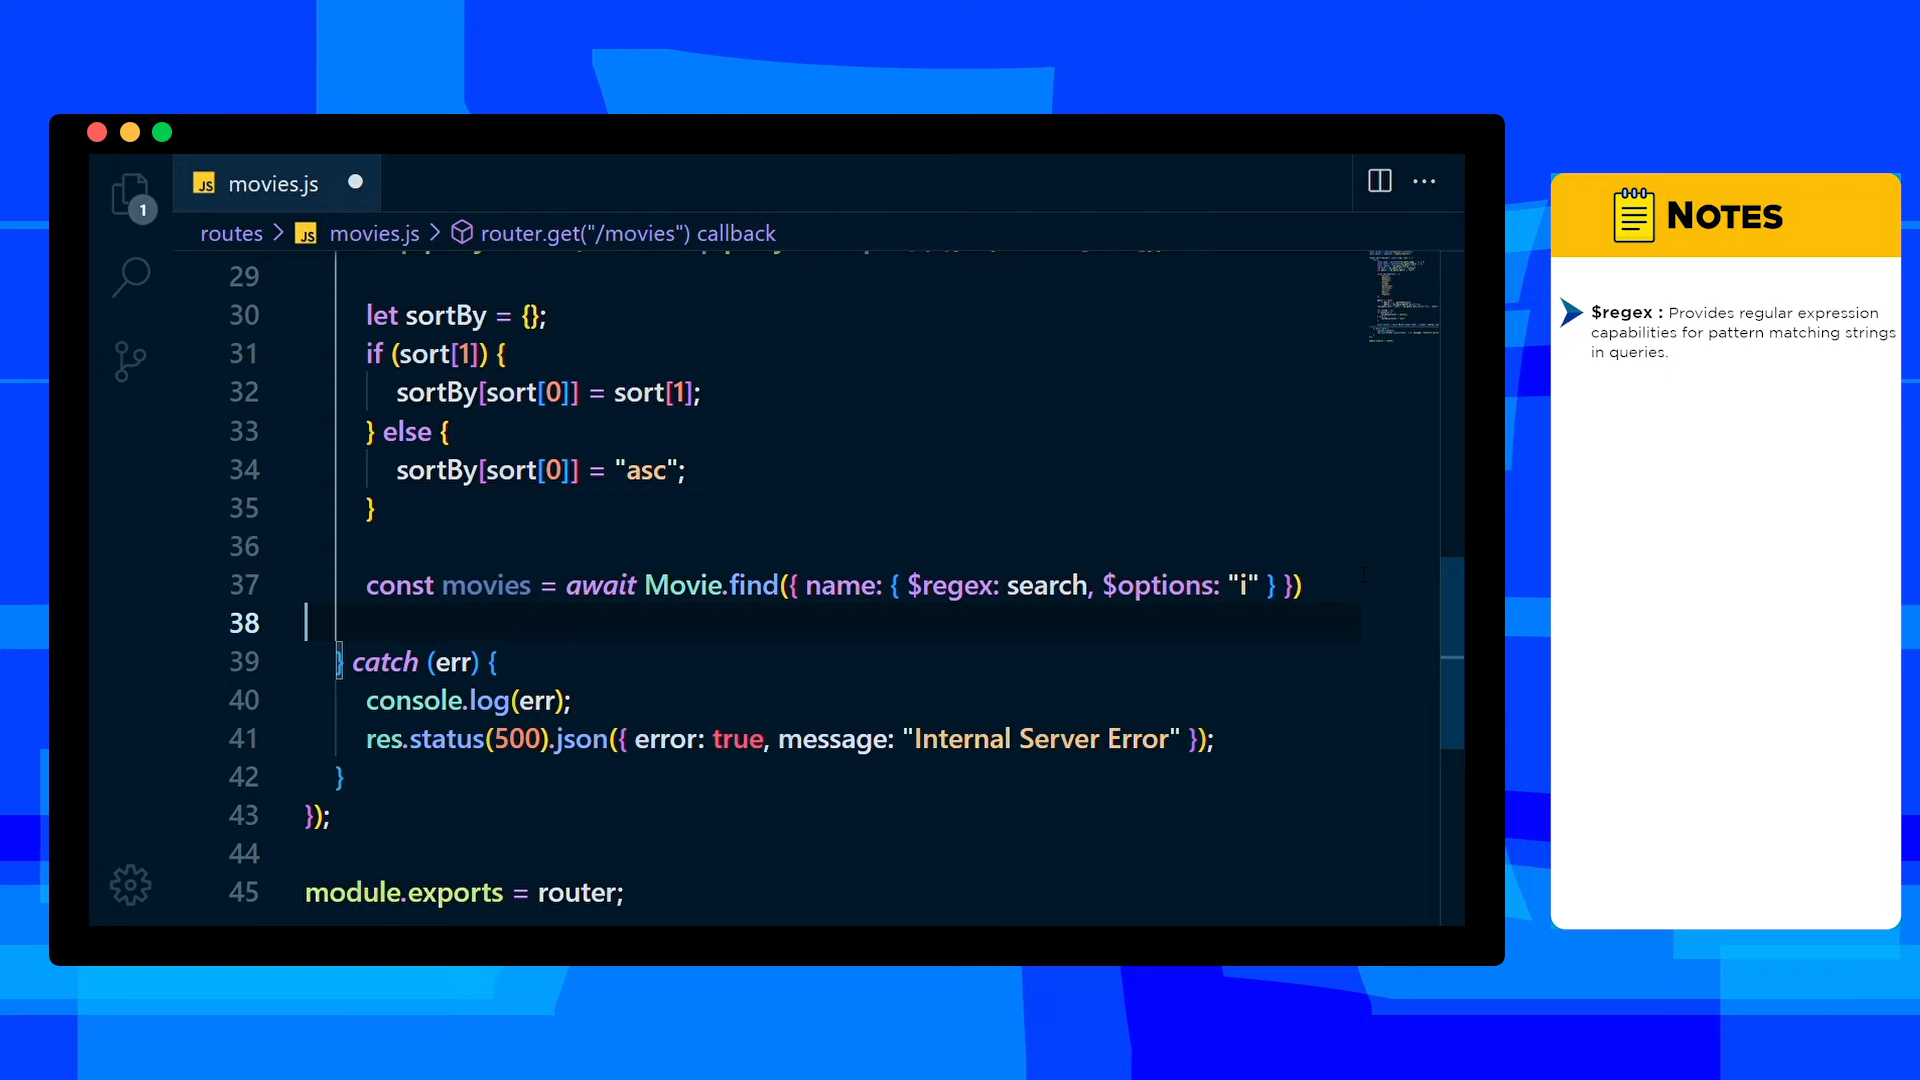 movies.js
1
routes > movies.js > router.get("/movies") callback
29
30 let sortBy = {};
31 if (sort[1]) {
32 sortBy[sort[0]] = sort[1];
33 } else {
34 sortBy[sort[0]] = "asc";
35 }
36
37 const movies = await Movie.find({ name: { $regex: search, $options: "i" } })
38
39 } catch (err) {
40 console.log(err);
41 res.status(500).json({ error: true, message: "Internal Server Error" });
42 }
43 });
44
45 module.exports = router;
NOTES
$regex : Provides regular expression
capabilities for pattern matching strings
in queries.